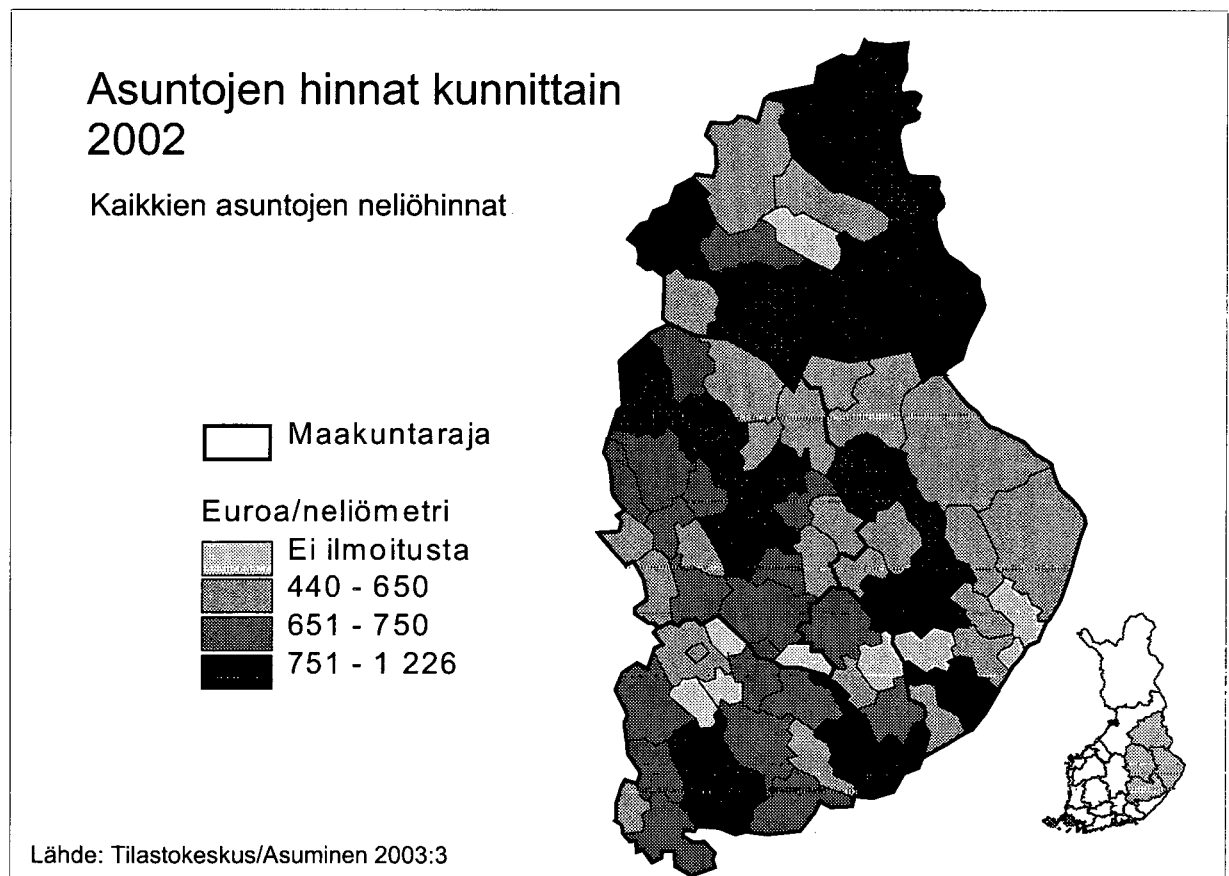 Asuntojen hinnat kunnittain
2002
Kaikkien asuntojen neliöhinnat
Maakuntaraja
Euroa/neliömetri
Ei ilmoitusta
440 - 650
651 - 750
751 - 1 226
Lähde: Tilastokeskus/Asuminen 2003:3